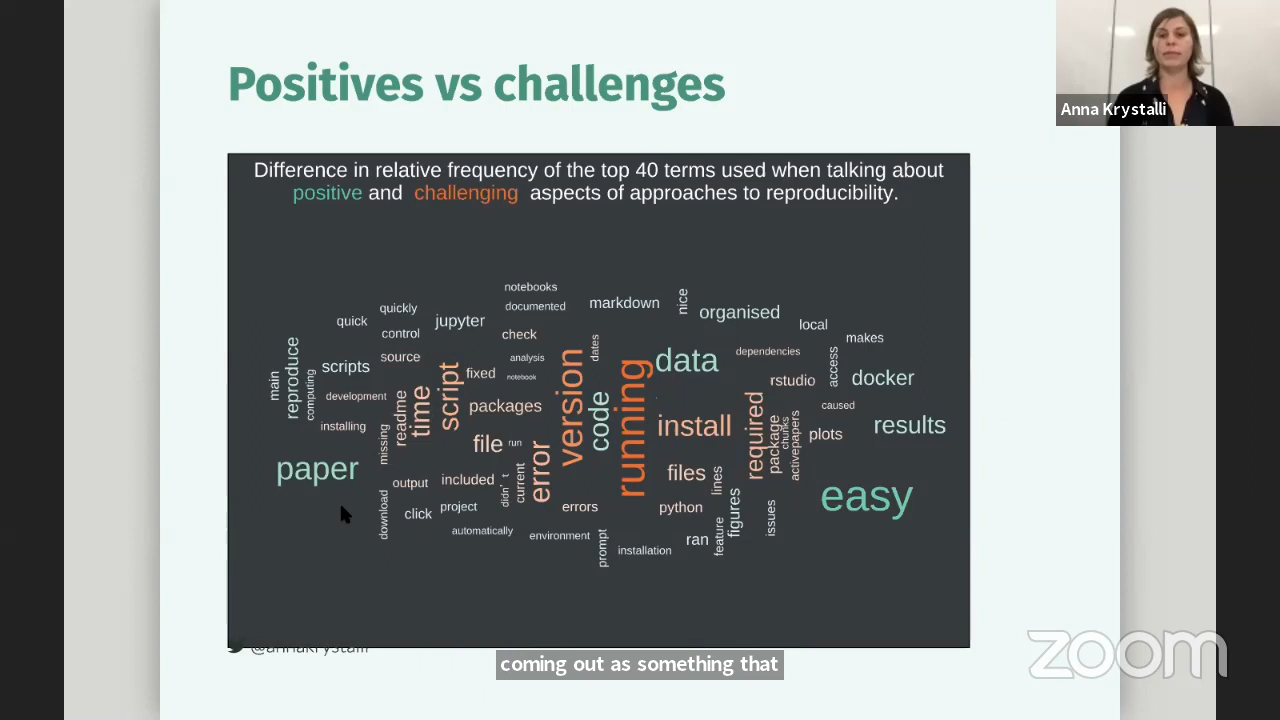 Positives vs challenges
Anna Krystalli
Difference in relative frequency of the top 40 terms used when talking about
positive and challenging aspects of approaches to reproducibility.
notebooks
quickly
documented
markdown
nice
organised
quick
control
jupyter
check
local
makes
reproduce
main
computing
scripts
source
analysis
dates
data
dependencies
access
development
fixed
notebook
rstudio
docker
installing
readme
time
script
packages
version
code
running
install
required
package
chunks
activepapers
caused
plots
results
missing
file
run
error
paper
output
included
didn't
current
files
lines
figures
easy
download
click
project
errors
python
issues
automatically
environment
prompt
installation
ran
feature
@annakrystalli
coming out as something that
zoom